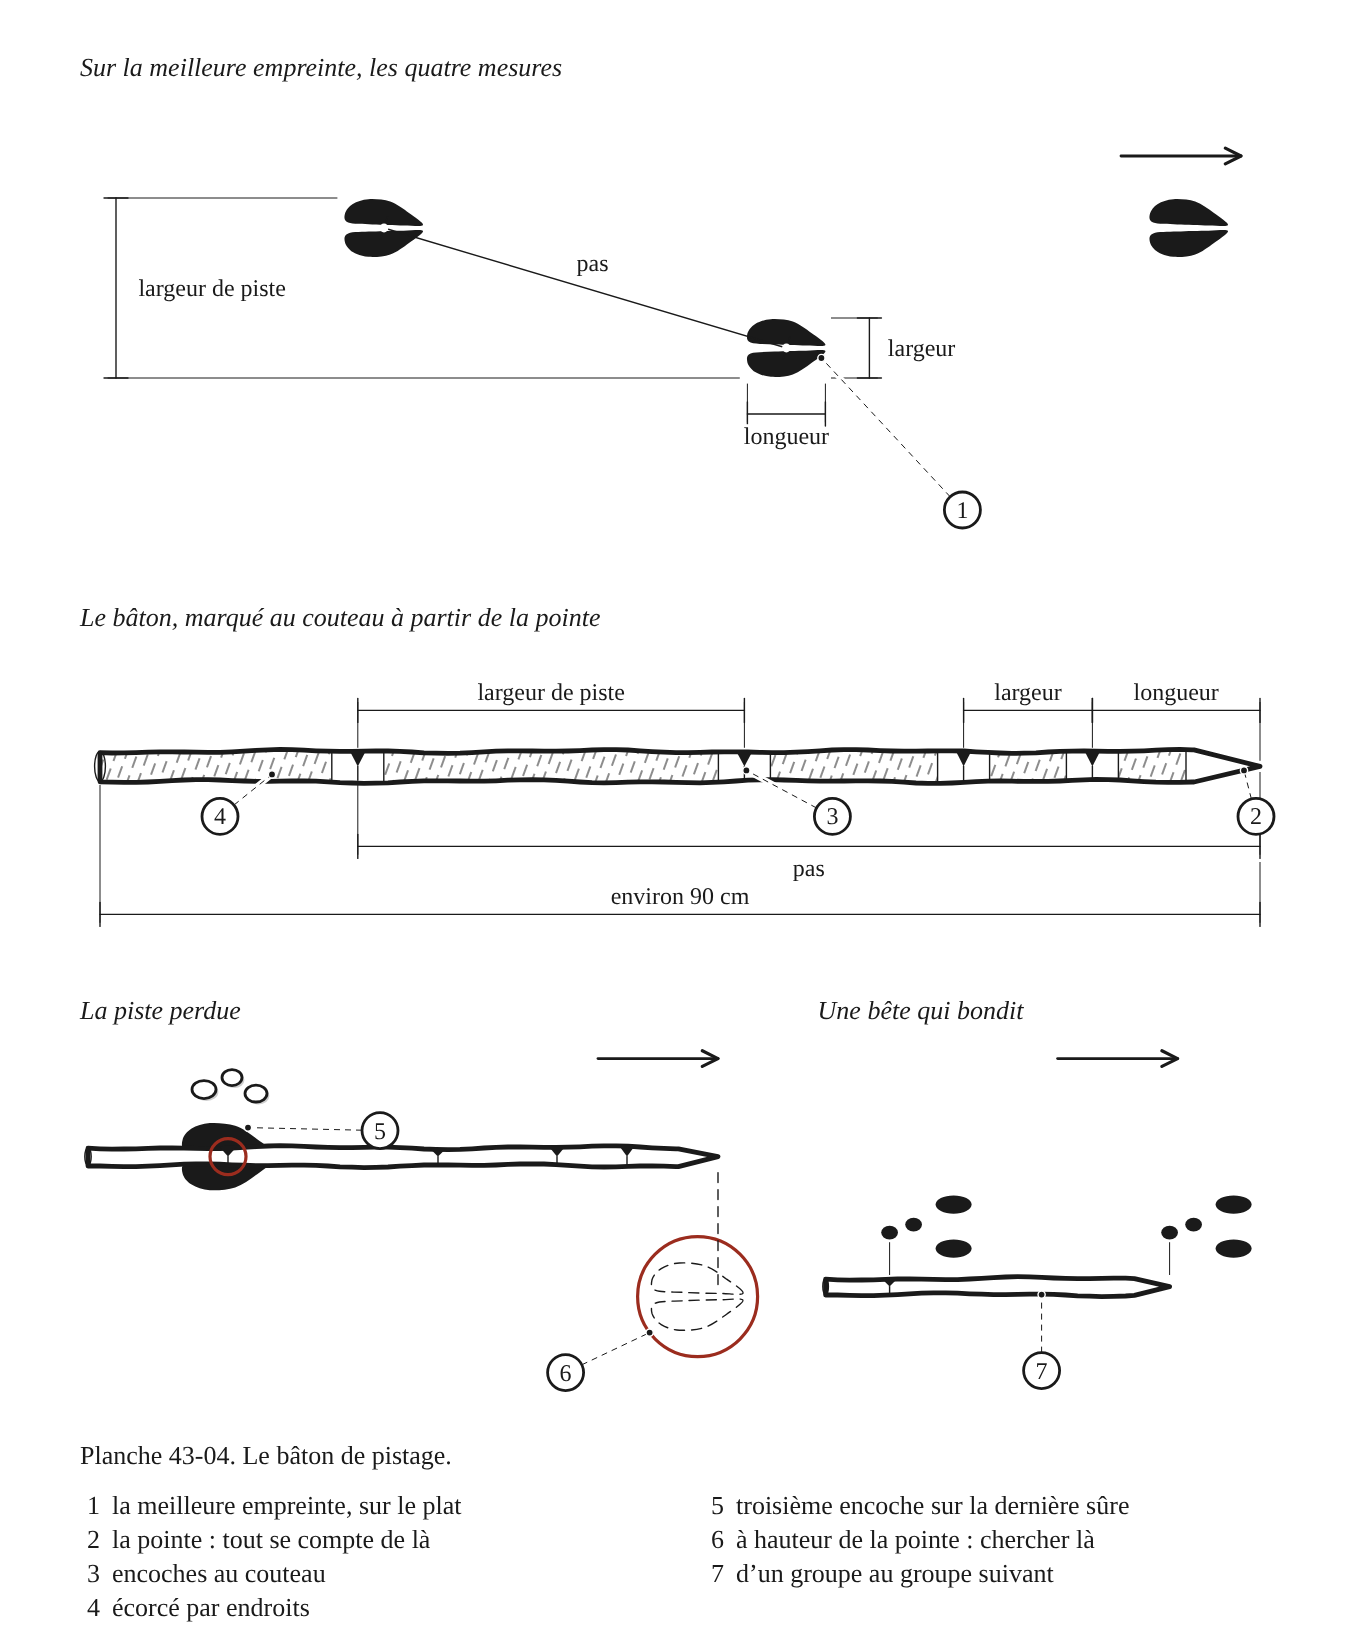 Sur la meilleure empreinte, les quatre mesures
pas
largeur de piste
largeur
longueur
1
Le bâton, marqué au couteau à partir de la pointe
largeur de piste
largeur
longueur
4
3
2
pas
environ 90 cm
La piste perdue
Une bête qui bondit
5
6
7
Planche 43-04. Le bâton de pistage.
1 la meilleure empreinte, sur le plat
2 la pointe : tout se compte de là
3 encoches au couteau
4 écorcé par endroits
5 troisième encoche sur la dernière sûre
6 à hauteur de la pointe : chercher là
7 d’un groupe au groupe suivant